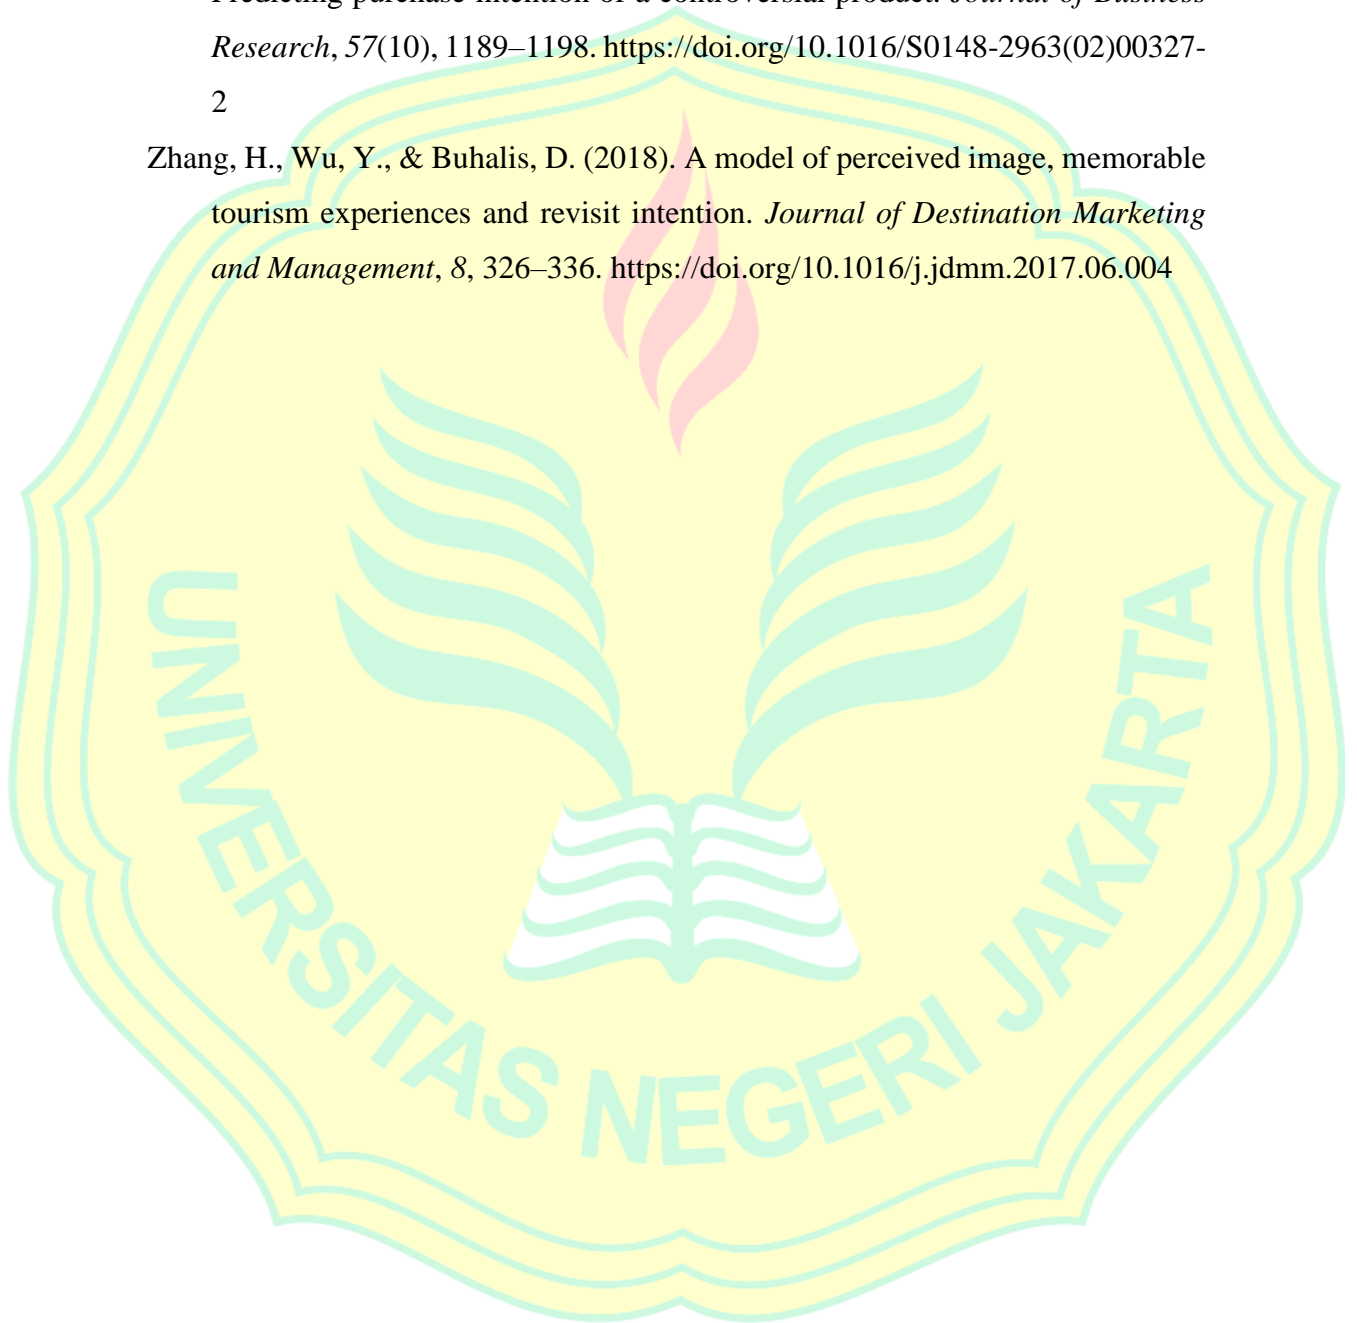 Predicting purchase intention of a controversial product. Journal of Business
Research, 57(10), 1189–1198. https://doi.org/10.1016/S0148-2963(02)00327-
2
Zhang, H., Wu, Y., & Buhalis, D. (2018). A model of perceived image, memorable
tourism experiences and revisit intention. Journal of Destination Marketing
and Management, 8, 326–336. https://doi.org/10.1016/j.jdmm.2017.06.004
UNIVERSITAS NEGERI JAKARTA